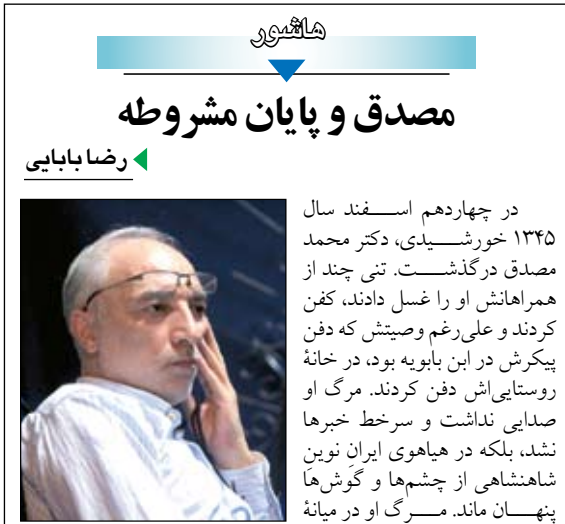 هاشور
مصدق و پایان مشروطه
رضا بابایی
در چهاردهم اسفند سال
۱۳۴۵ خورشیدی، دکتر محمد
مصدق درگذشت. تنی چند از
همراهانش او را غسل دادند، کفن
کردند و علی‌رغم وصیتش که دفن
پیکرش در ابن بابویه بود، در خانهٔ
روستایی‌اش دفن کردند. مرگ او
صدایی نداشت و سرخط خبرها
نشد، بلکه در هیاهوی ایرانِ نوینِ
شاهنشاهی از چشم‌ها و گوش‌ها
پنهان ماند. مرگ او در میانهٔ